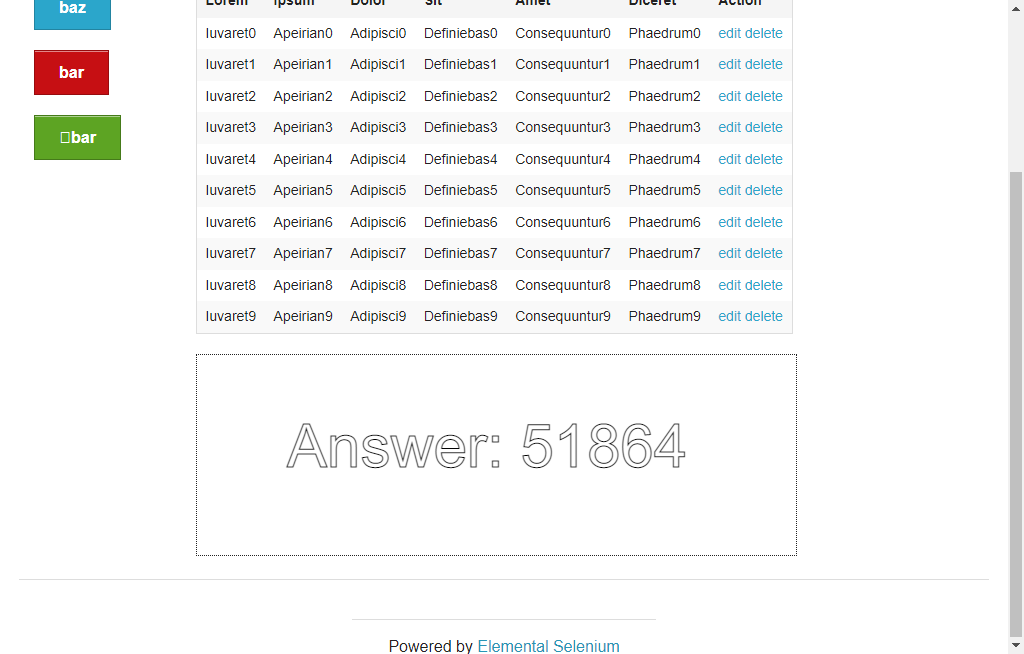 baz
bar
bar
Lorem Ipsum Dolor Sit Amet Diceret Action
Iuvaret0 Apeirian0 Adipisci0 Definiebas0 Consequuntur0 Phaedrum0 edit delete
Iuvaret1 Apeirian1 Adipisci1 Definiebas1 Consequuntur1 Phaedrum1 edit delete
Iuvaret2 Apeirian2 Adipisci2 Definiebas2 Consequuntur2 Phaedrum2 edit delete
Iuvaret3 Apeirian3 Adipisci3 Definiebas3 Consequuntur3 Phaedrum3 edit delete
Iuvaret4 Apeirian4 Adipisci4 Definiebas4 Consequuntur4 Phaedrum4 edit delete
Iuvaret5 Apeirian5 Adipisci5 Definiebas5 Consequuntur5 Phaedrum5 edit delete
Iuvaret6 Apeirian6 Adipisci6 Definiebas6 Consequuntur6 Phaedrum6 edit delete
Iuvaret7 Apeirian7 Adipisci7 Definiebas7 Consequuntur7 Phaedrum7 edit delete
Iuvaret8 Apeirian8 Adipisci8 Definiebas8 Consequuntur8 Phaedrum8 edit delete
Iuvaret9 Apeirian9 Adipisci9 Definiebas9 Consequuntur9 Phaedrum9 edit delete
Answer: 51864
Powered by Elemental Selenium